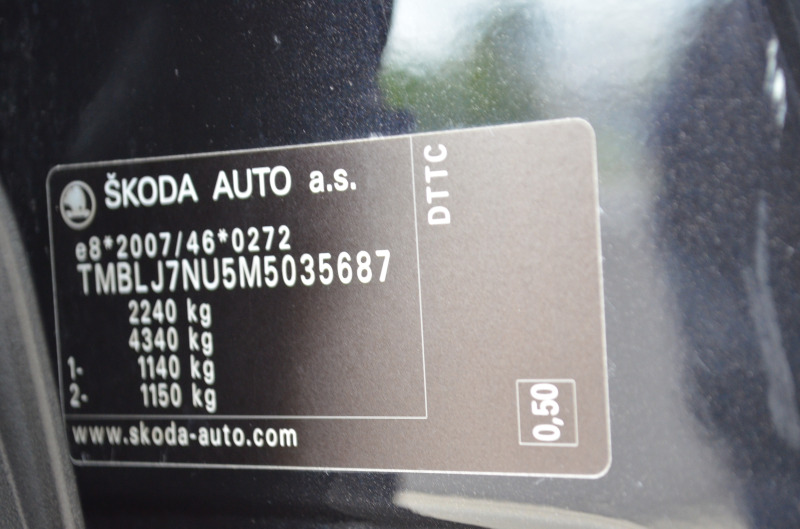 ŠKODA AUTO a.s.
e8*2007/46*0272
TMBLJ7NU5M5035687
2240 kg
4340 kg
1- 1140 kg
2- 1150 kg
www.skoda-auto.com
DTTC
0,50